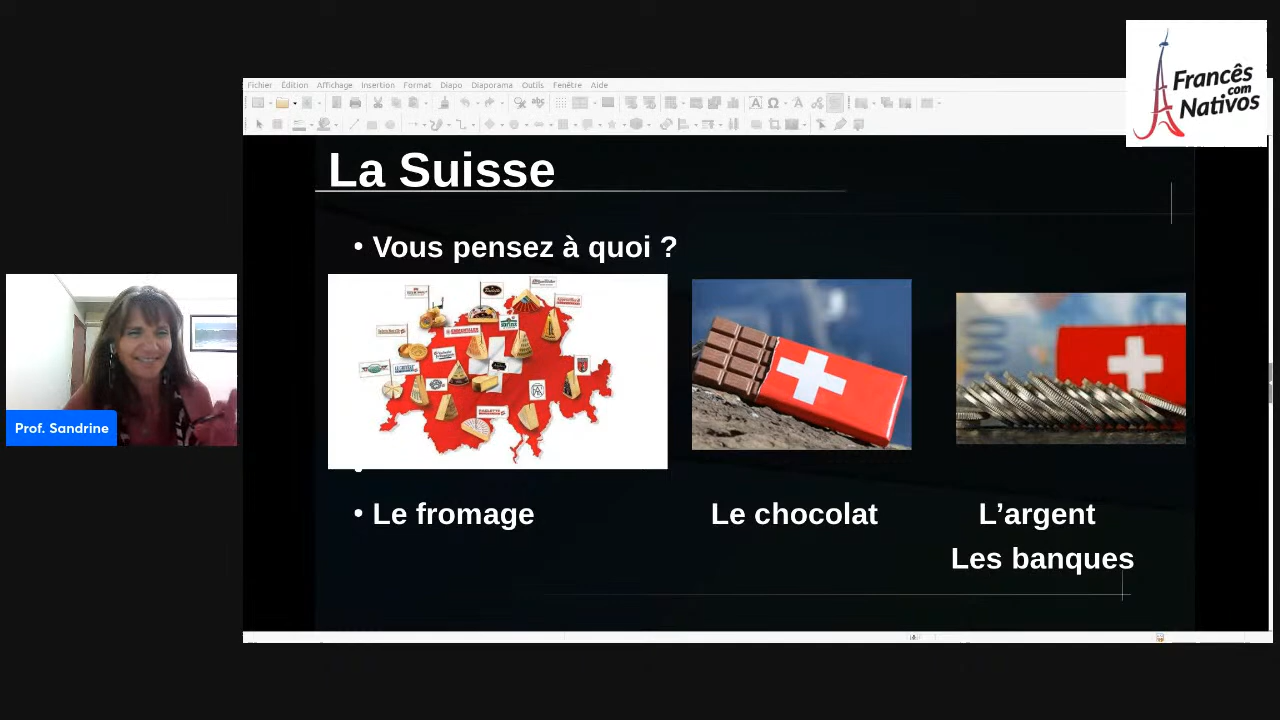 Francês
com
Nativos
Fichier Édition Affichage Insertion Format Diapo Diaporama Outils Fenêtre Aide
La Suisse
• Vous pensez à quoi ?
Prof. Sandrine
• Le fromage
Le chocolat
L’argent
Les banques